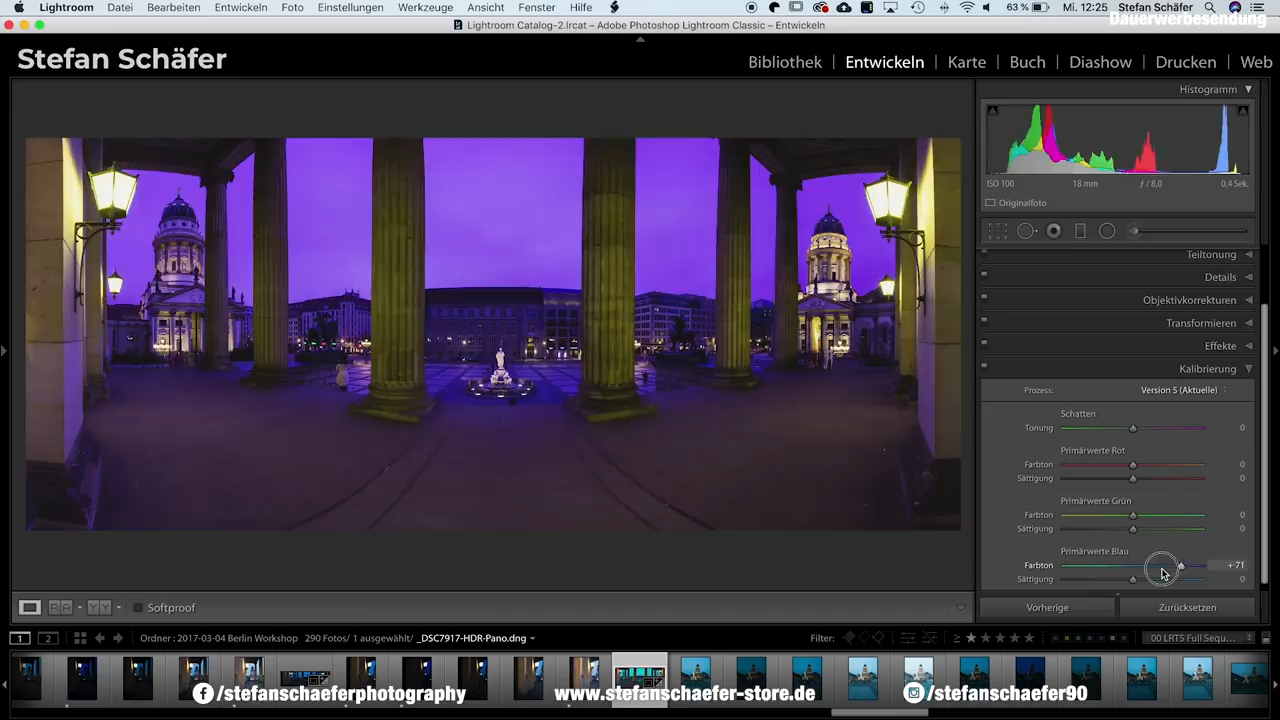 Lightroom Datei Bearbeiten Entwickeln Foto Einstellungen Werkzeuge Ansicht Fenster Hilfe 63 % Mi. 12:25 Stefan Schäfer
Dauerwerbesendung
Lightroom Catalog-2.lrcat – Adobe Photoshop Lightroom Classic – Entwickeln
Stefan Schäfer
Bibliothek Entwickeln Karte Buch Diashow Drucken Web
Histogramm
ISO 100 18 mm ƒ / 8,0 0,4 Sek.
Originalfoto
Teiltonung
Details
Objektivkorrekturen
Transformieren
Effekte
Kalibrierung
Prozess: Version 5 (Aktuelle)
Schatten
Tonung 0
Primärwerte Rot
Farbton 0
Sättigung 0
Primärwerte Grün
Farbton 0
Sättigung 0
Primärwerte Blau
Farbton + 71
Sättigung 0
Softproof
Vorherige Zurücksetzen
1 2 Ordner : 2017-03-04 Berlin Workshop 290 Fotos/ 1 ausgewählt/ _DSC7917-HDR-Pano.dng Filter: 00 LRT5 Full Sequ...
/stefanschaeferphotography www.stefanschaefer-store.de /stefanschaefer90